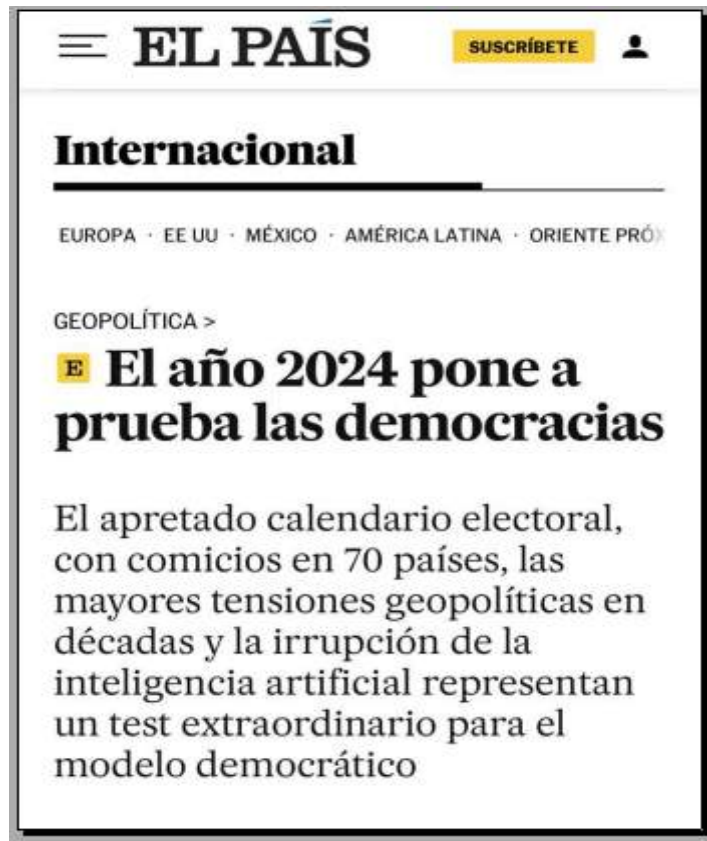 EL PAÍS SUSCRÍBETE
Internacional
EUROPA · EE UU · MÉXICO · AMÉRICA LATINA · ORIENTE
GEOPOLÍTICA >
E El año 2024 pone a
prueba las democracias
El apretado calendario electoral,
con comicios en 70 países, las
mayores tensiones geopolíticas en
décadas y la irrupción de la
inteligencia artificial representan
un test extraordinario para el
modelo democrático